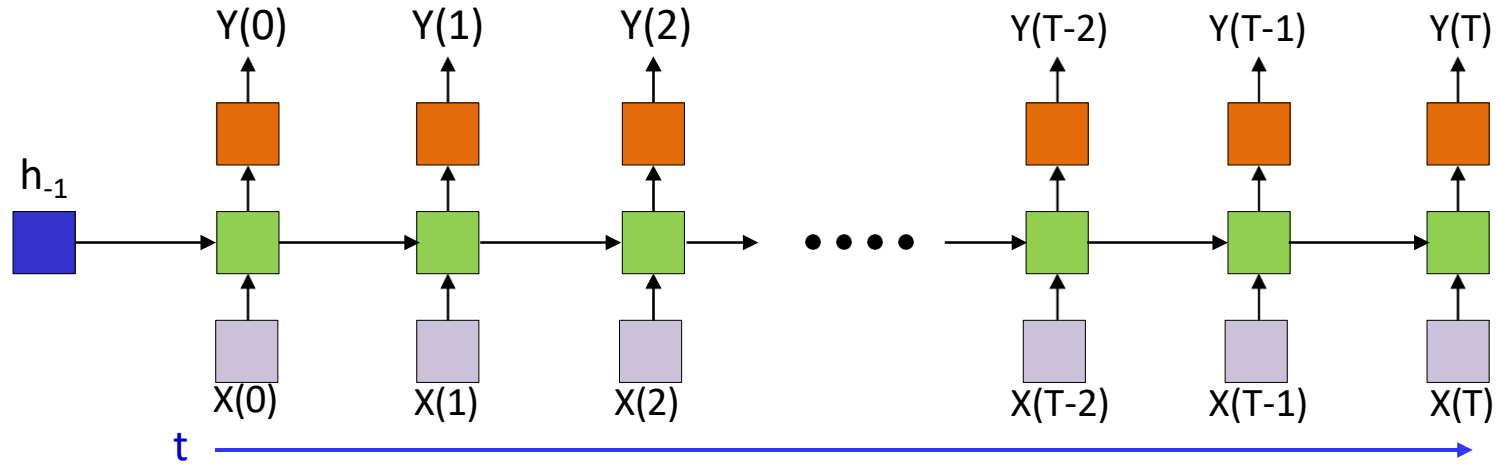 Y(0) Y(1) Y(2) Y(T-2) Y(T-1) Y(T)
h-1
X(0) X(1) X(2) X(T-2) X(T-1) X(T)
t